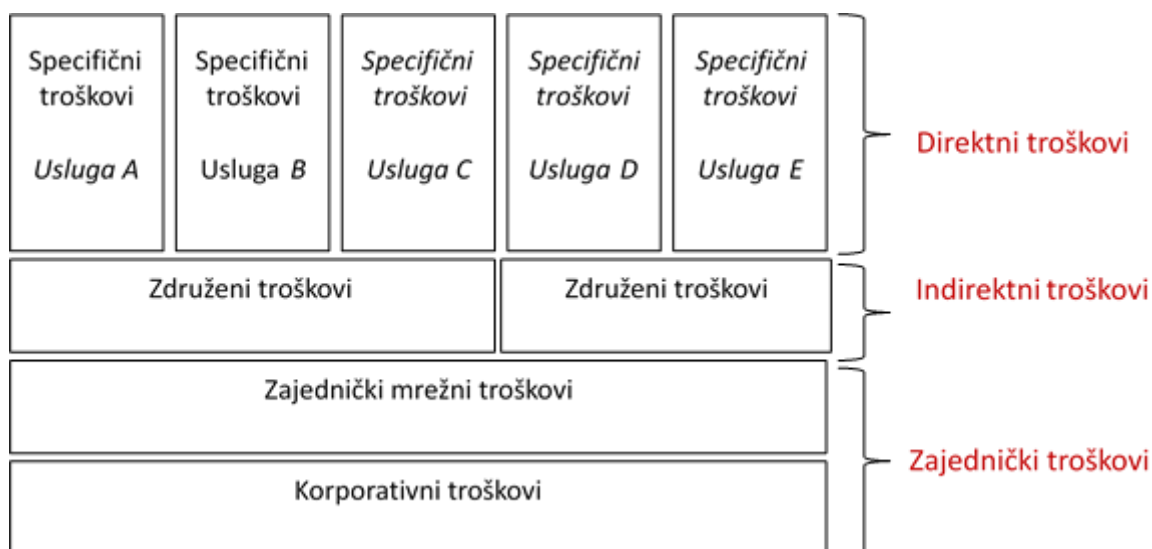 Specifični
troškovi
Usluga A
Specifični
troškovi
Usluga B
Specifični
troškovi
Usluga C
Specifični
troškovi
Usluga D
Specifični
troškovi
Usluga E
Direktni troškovi
Združeni troškovi
Združeni troškovi
Indirektni troškovi
Zajednički mrežni troškovi
Korporativni troškovi
Zajednički troškovi